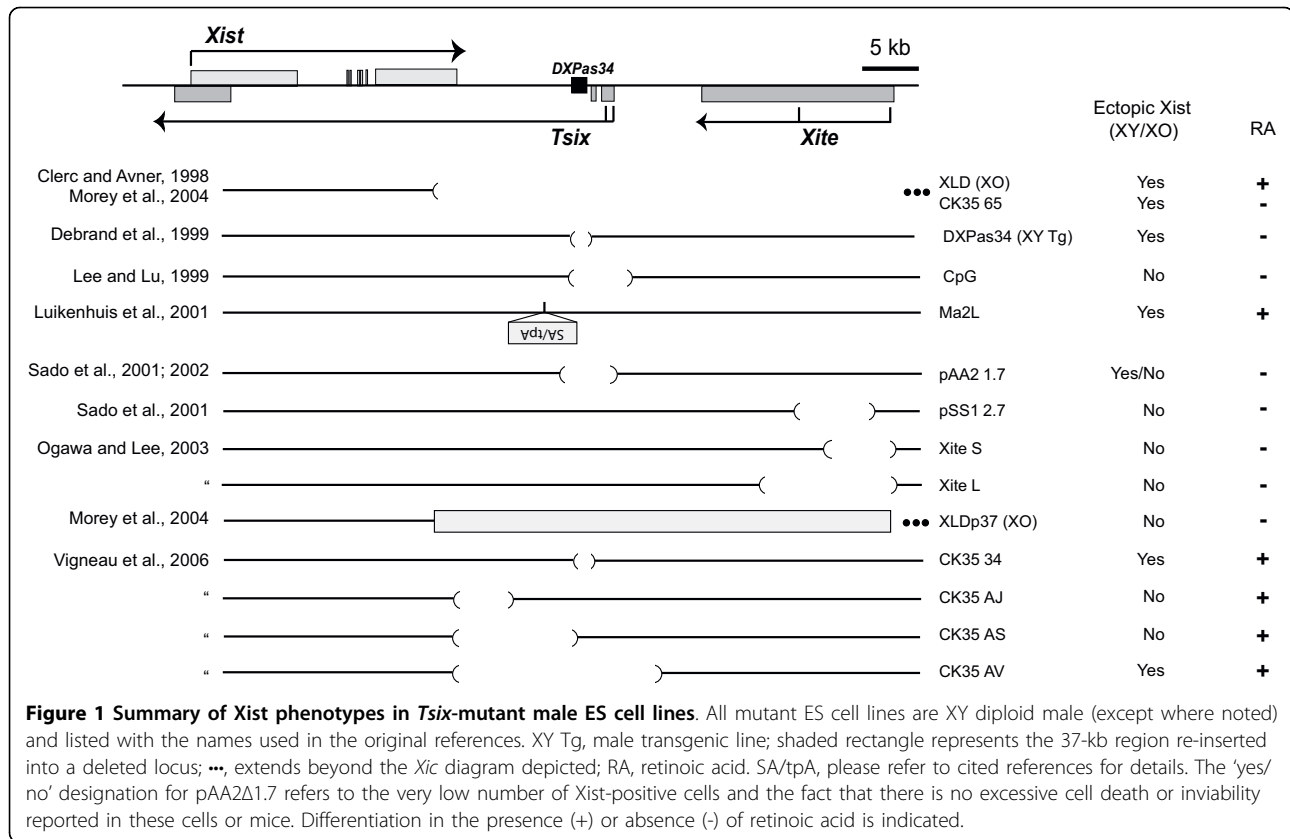 Xist
5 kb
DXPas34
Tsix
Xite
Ectopic Xist
(XY/XO)
RA
Clerc and Avner, 1998
Morey et al., 2004
XLD (XO)
Yes
+
CK35 65
Yes
-
Debrand et al., 1999
DXPas34 (XY Tg)
Yes
-
Lee and Lu, 1999
CpG
No
-
Luikenhuis et al., 2001
SA/tpA
Ma2L
Yes
+
Sado et al., 2001; 2002
pAA2 1.7
Yes/No
-
Sado et al., 2001
pSS1 2.7
No
-
Ogawa and Lee, 2003
Xite S
No
-
“
Xite L
No
-
Morey et al., 2004
•••
XLDp37 (XO)
No
-
Vigneau et al., 2006
CK35 34
Yes
+
“
CK35 AJ
No
+
“
CK35 AS
No
+
“
CK35 AV
Yes
+
Figure 1 Summary of Xist phenotypes in Tsix-mutant male ES cell lines. All mutant ES cell lines are XY diploid male (except where noted)
and listed with the names used in the original references. XY Tg, male transgenic line; shaded rectangle represents the 37-kb region re-inserted
into a deleted locus; •••, extends beyond the Xic diagram depicted; RA, retinoic acid. SA/tpA, please refer to cited references for details. The ‘yes/
no’ designation for pAA2Δ1.7 refers to the very low number of Xist-positive cells and the fact that there is no excessive cell death or inviability
reported in these cells or mice. Differentiation in the presence (+) or absence (-) of retinoic acid is indicated.